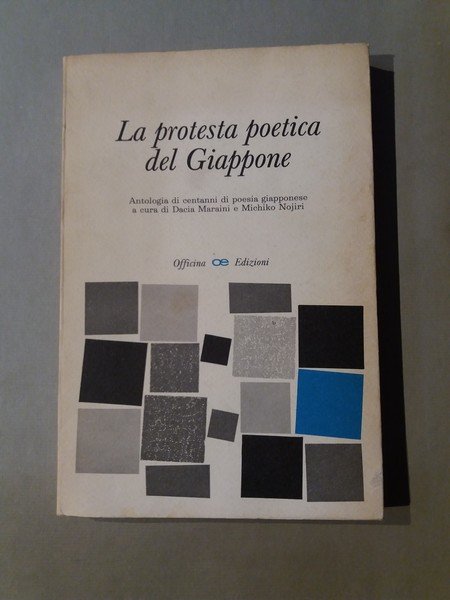 La protesta poetica
del Giappone
Antologia di centanni di poesia giapponese
a cura di Dacia Maraini e Michiko Nojiri
Officina oe Edizioni